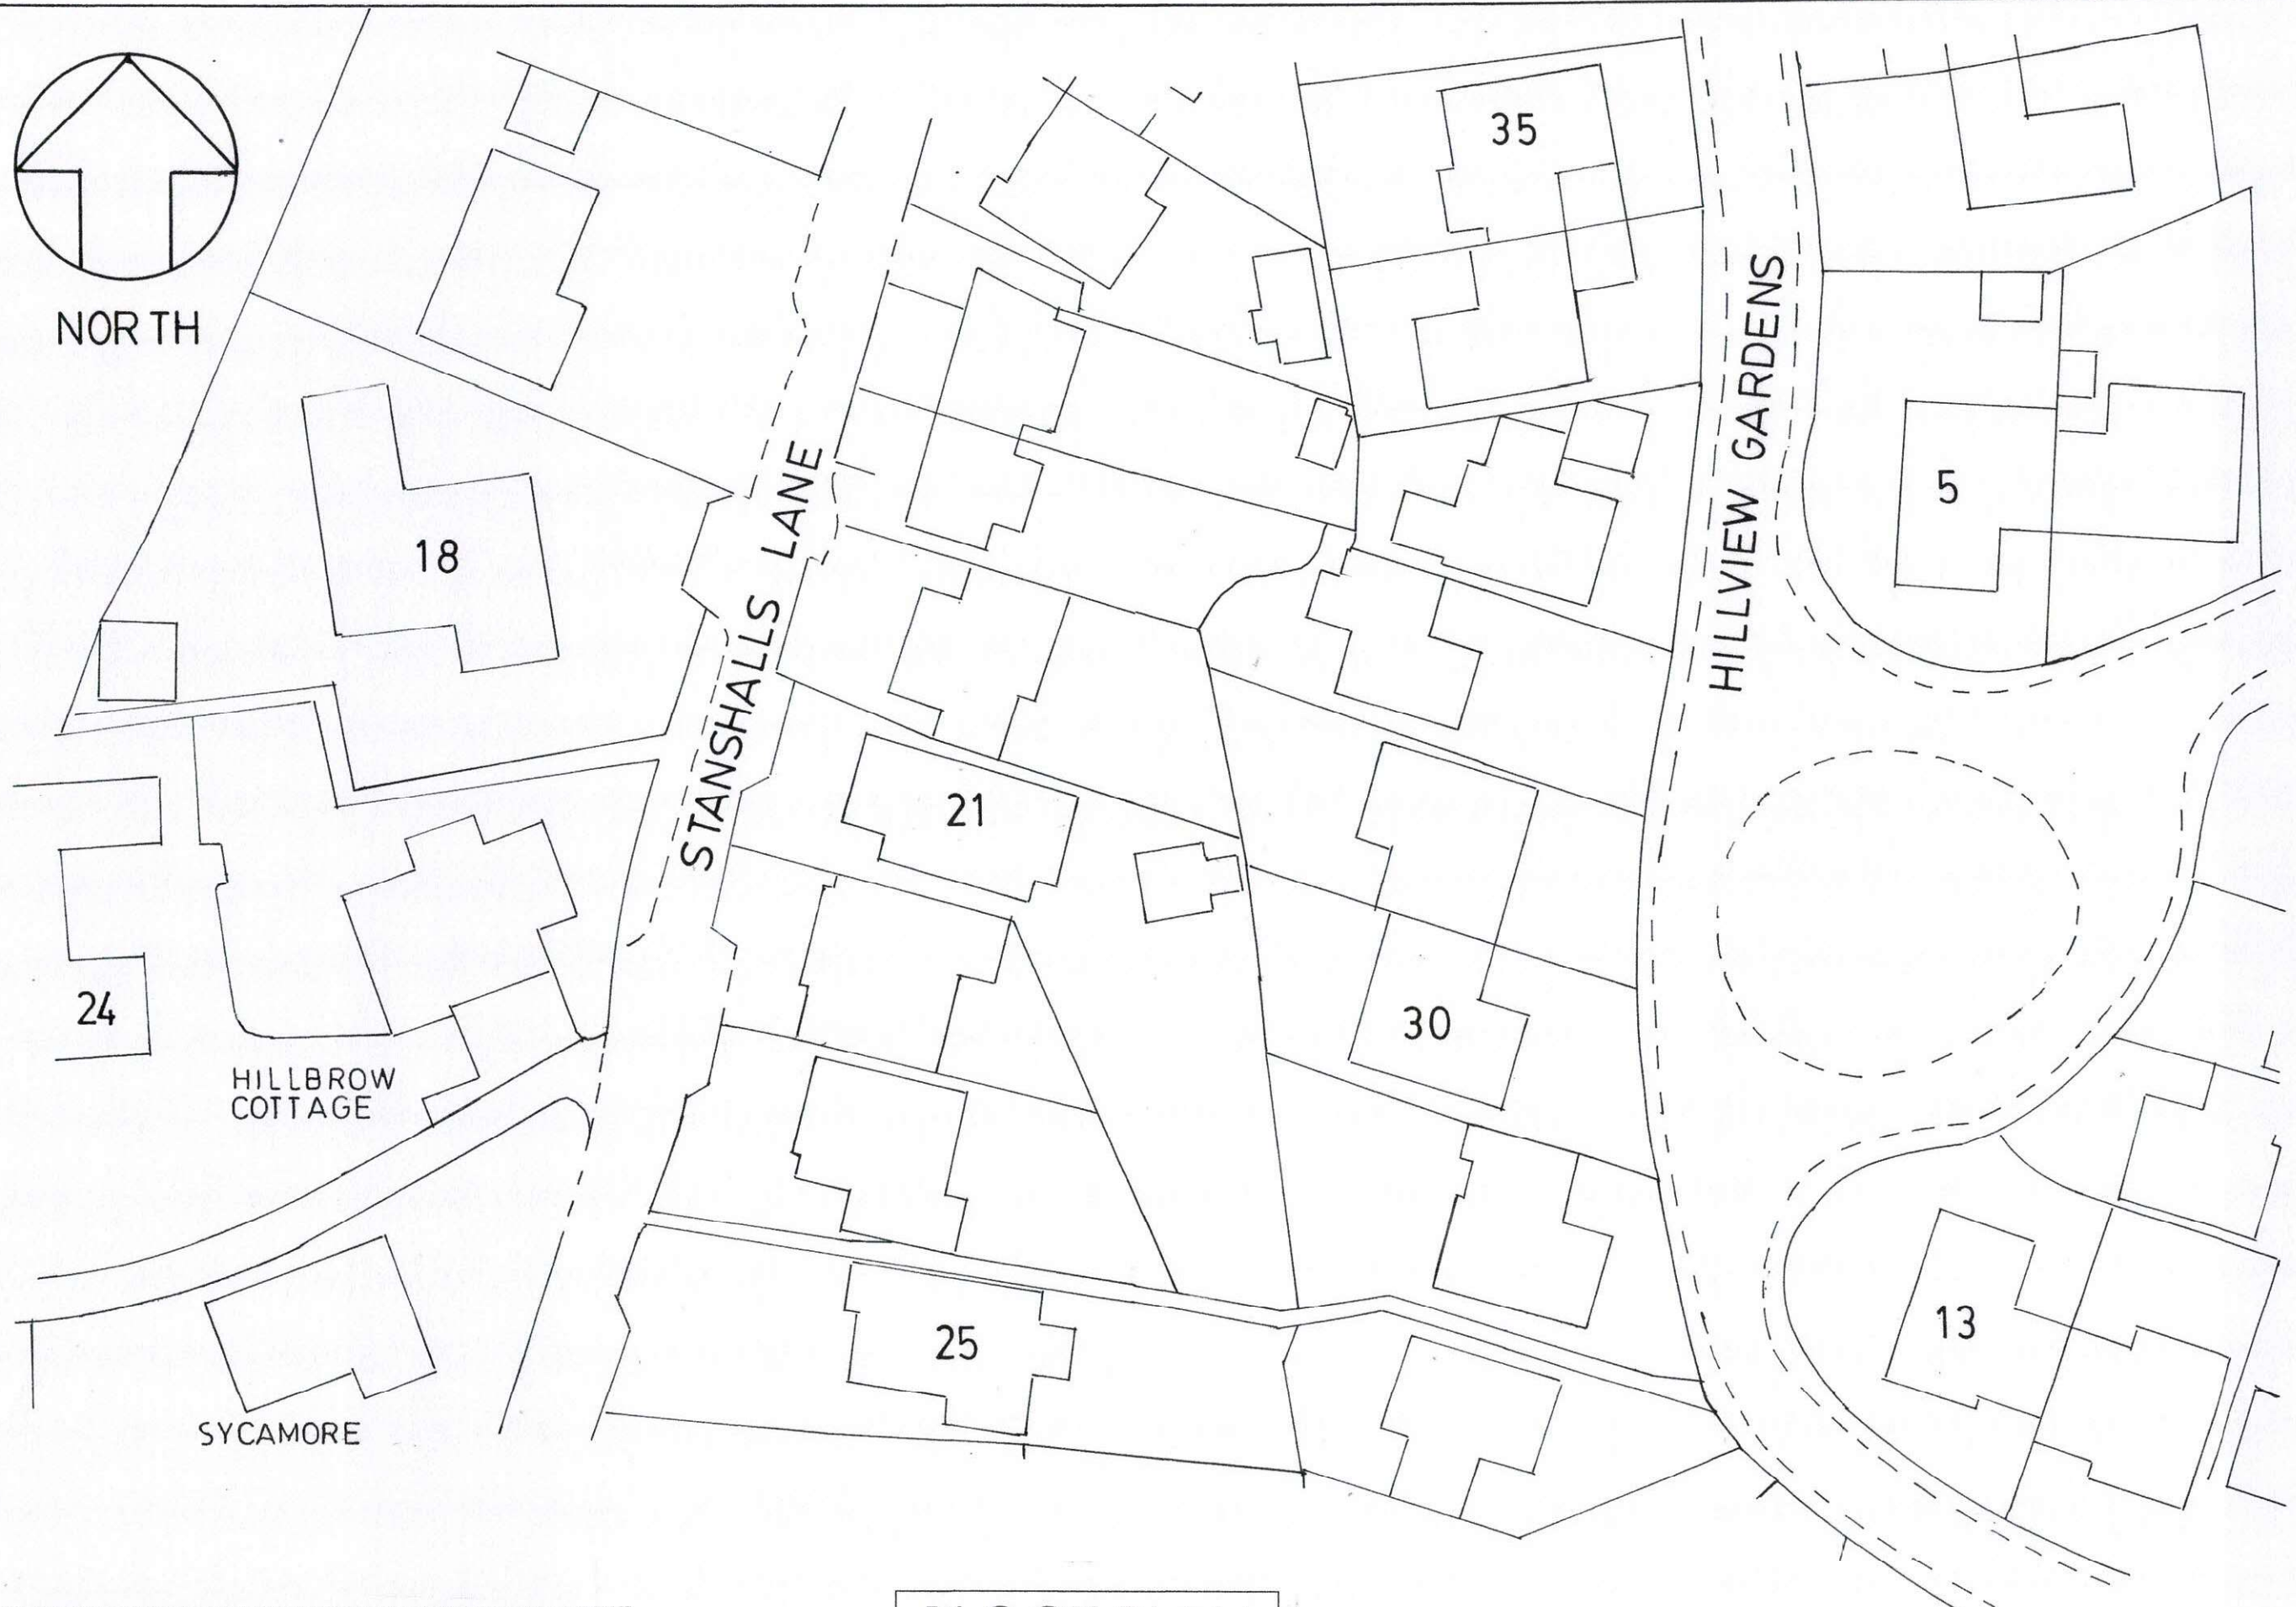 NORTH
35
HILLVIEW GARDENS
5
18
STANSHALLS LANE
21
24
30
HILLBROW
COTTAGE
13
25
SYCAMORE